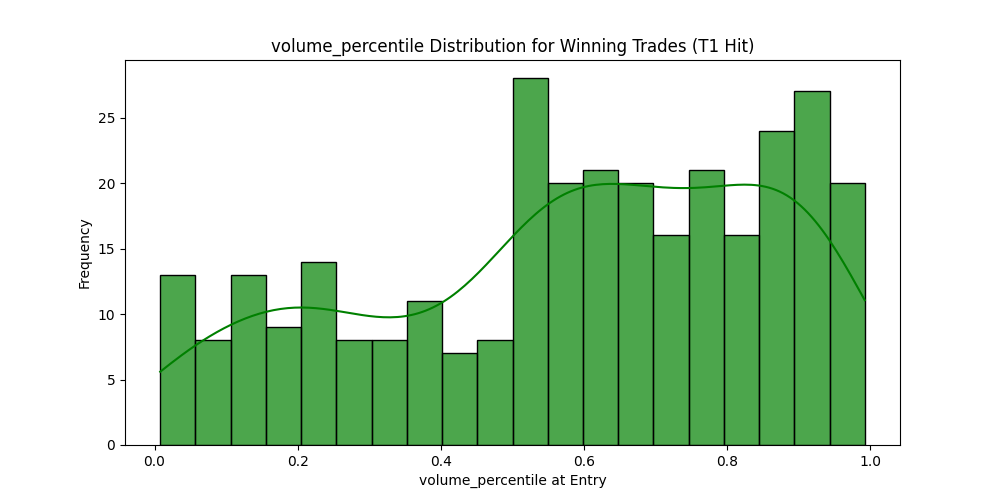 volume_percentile Distribution for Winning Trades (T1 Hit)
Frequency
25
20
15
10
5
0
0.0 0.2 0.4 0.6 0.8 1.0
volume_percentile at Entry